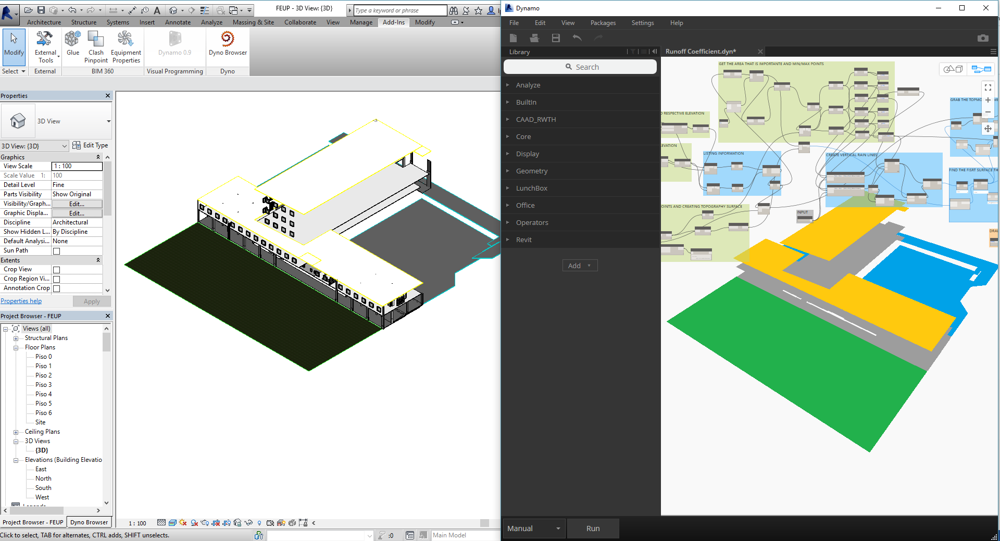 FEUP - 3D View: {3D}
Type a keyword or phrase
Architecture Structure Systems Insert Annotate Analyze Massing & Site Collaborate View Manage Add-Ins Modify
Modify
External Tools
Glue
Clash Pinpoint
Equipment Properties
Dynamo 0.9
Dyno Browser
Select
External
BIM 360
Visual Programming
Dyno
Properties
3D View
3D View: {3D}
Edit Type
Graphics
View Scale 1 : 100
Scale Value 1: 100
Detail Level Fine
Parts Visibility Show Original
Visibility/Graph... Edit...
Graphic Displa... Edit...
Discipline Architectural
Show Hidden L... By Discipline
Default Analysi... None
Sun Path
Extents
Crop View
Crop Region Vi...
Annotation Crop
Properties help
Apply
Project Browser - FEUP
Views (all)
Structural Plans
Floor Plans
Piso 0
Piso 1
Piso 2
Piso 3
Piso 4
Piso 5
Piso 6
Site
Ceiling Plans
3D Views
{3D}
Elevations (Building Elevatio
East
North
South
West
Project Browser - FEUP
Dyno Browser
1 : 100
Click to select, TAB for alternates, CTRL adds, SHIFT unselects.
:0
Main Model
Dynamo
File Edit View Packages Settings Help
Library
Search
Analyze
BuiltIn
CAAD_RWTH
Core
Display
Geometry
LunchBox
Office
Operators
Revit
Add
Manual
Run
Runoff Coefficient.dyn*
GET THE AREA THAT IS IMPORTANTE AND MIN/MAX POINTS
RESPECTIVE ELEVATION
LISTING INFORMATION
CREATE VERTICAL RAIN LINES
GRAB THE TOPMO
FIND THE FISRT SURFACE TH
OINTS AND CREATING TOPOGRAPHY SURFACE
INPUT
DRAW